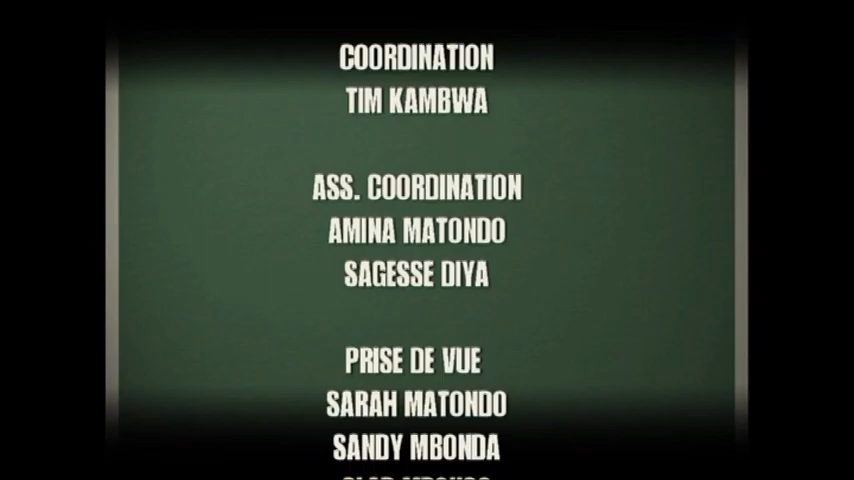 COORDINATION
TIM KAMBWA
ASS. COORDINATION
AMINA MATONDO
SAGESSE DIYA
PRISE DE VUE
SARAH MATONDO
SANDY MBONDA